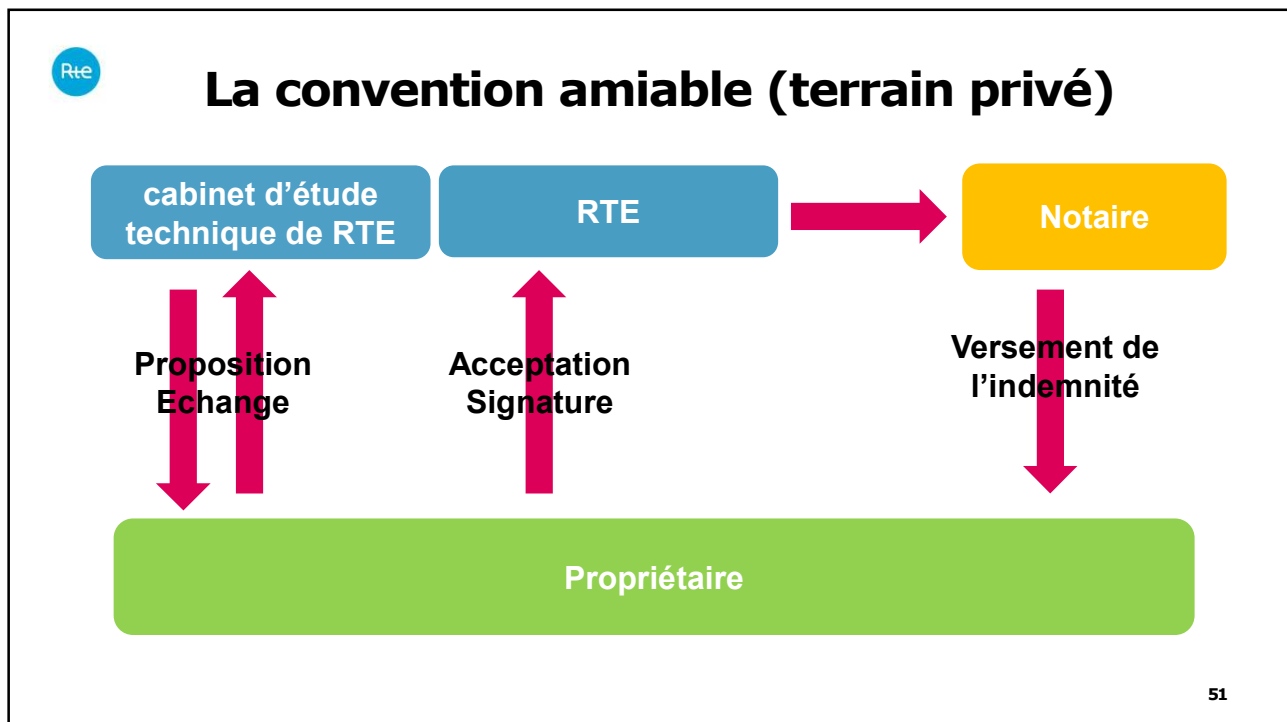 Rte
La convention amiable (terrain privé)
cabinet d’étude
technique de RTE
RTE
Notaire
Proposition
Echange
Acceptation
Signature
Versement de
l’indemnité
Propriétaire
51